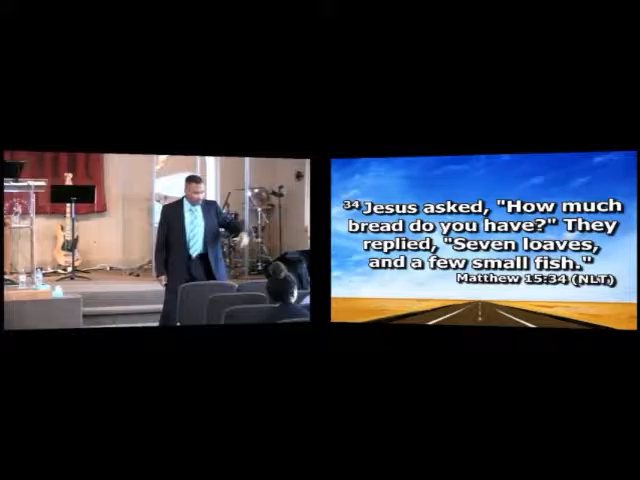 34 Jesus asked, "How much
bread do you have?" They
replied, "Seven loaves,
and a few small fish."
Matthew 15:34 (NLT)